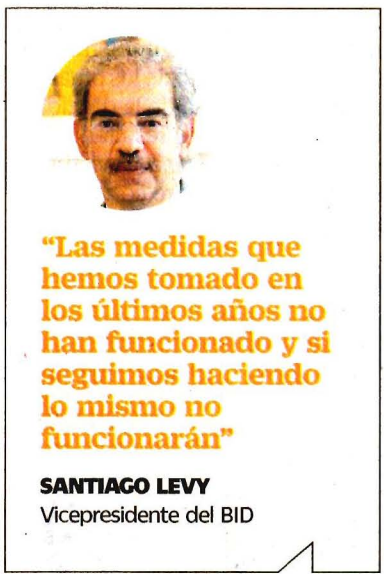 “Las medidas que
hemos tomado en
los últimos años no
han funcionado y si
seguimos haciendo
lo mismo no
funcionarán”
SANTIAGO LEVY
Vicepresidente del BID